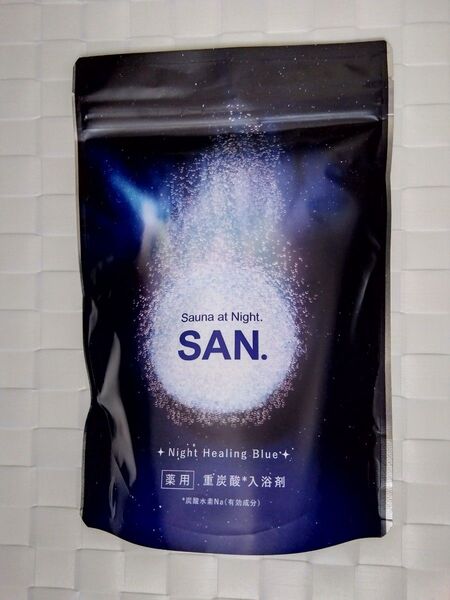 Sauna at Night.
SAN.
Night Healing Blue
薬用 重炭酸*入浴剤
*炭酸水素Na(有効成分)